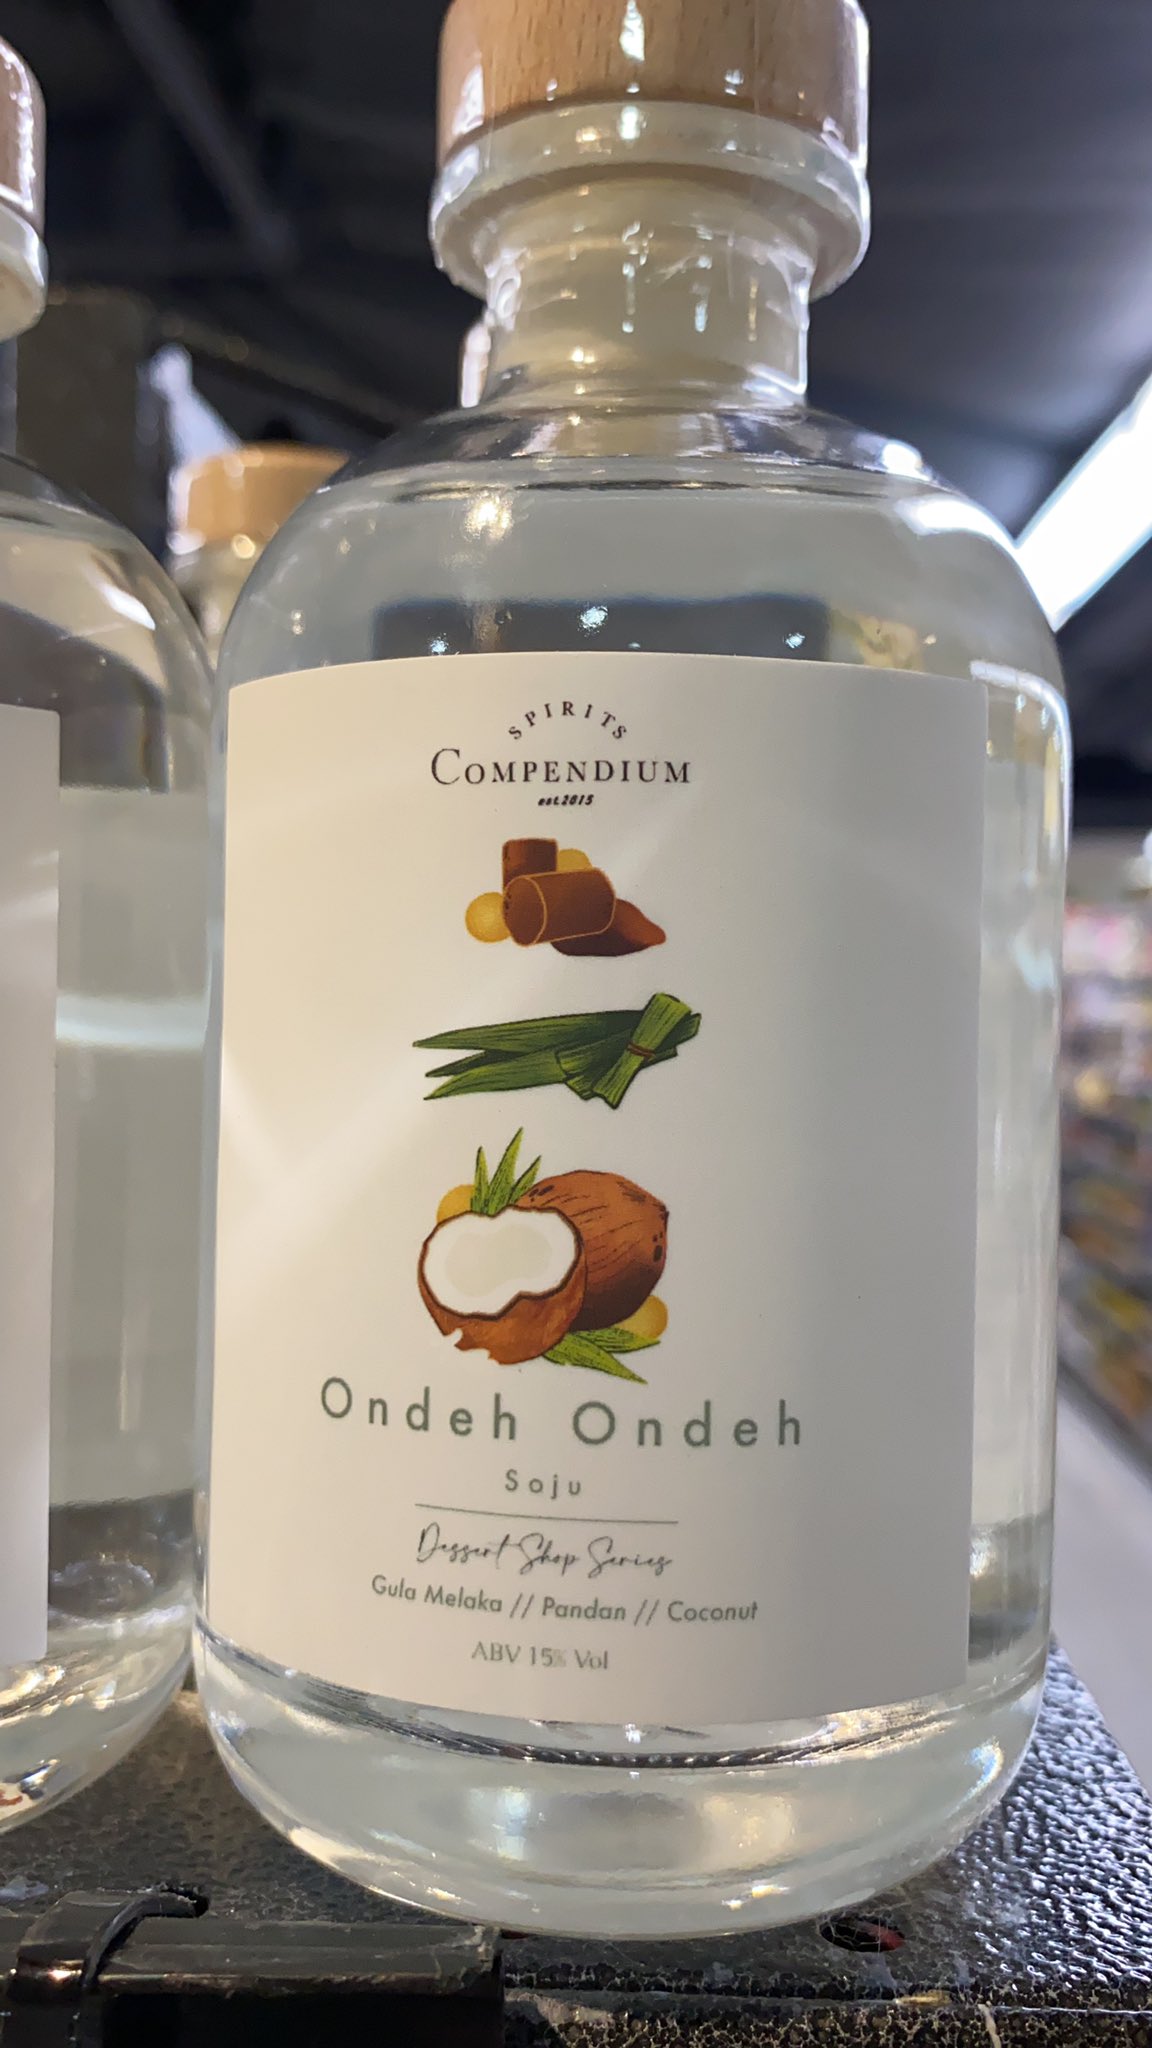 SPIRITS
COMPENDIUM
est.2015
Ondeh Ondeh
Soju
Dessert Shop Series
Gula Melaka // Pandan // Coconut
ABV 15% Vol